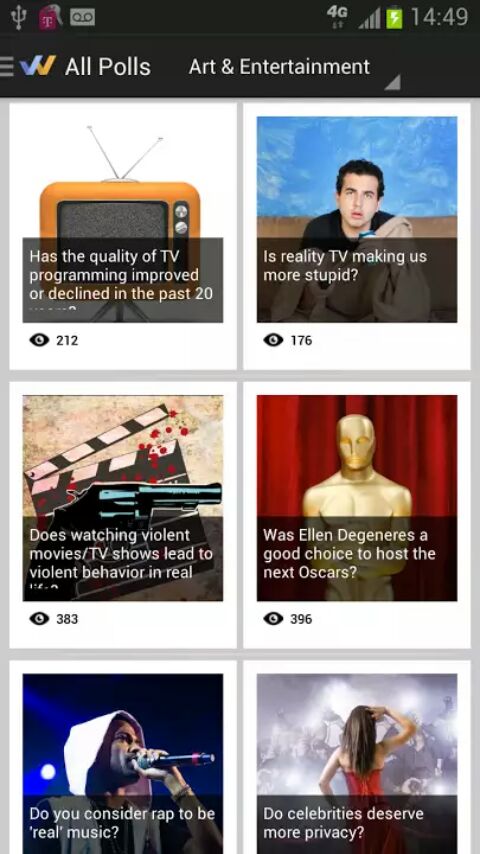 4G
14:49
All Polls
Art & Entertainment
Has the quality of TV
programming improved
or declined in the past 20
years?
212
Is reality TV making us
more stupid?
176
Does watching violent
movies/TV shows lead to
violent behavior in real
life?
383
Was Ellen Degeneres a
good choice to host the
next Oscars?
396
Do you consider rap to be
'real' music?
Do celebrities deserve
more privacy?